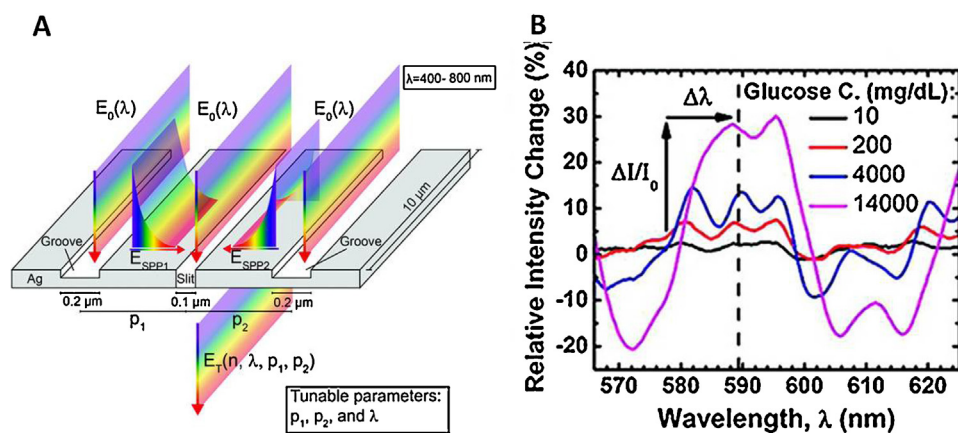 A
λ=400- 800 nm
E₀(λ)
E₀(λ)
E₀(λ)
10 μm
Groove
Groove
E_SPP1
E_SPP2
Ag
Slit
0.2 μm
0.1 μm
0.2 μm
p₁
p₂
E_T(n, λ, p₁, p₂)
Tunable parameters:
p₁, p₂, and λ
B
Relative Intensity Change (%)
40
30
20
10
0
-10
-20
Δλ
ΔI/I₀
Glucose C. (mg/dL):
10
200
4000
14000
570
580
590
600
610
620
Wavelength, λ (nm)